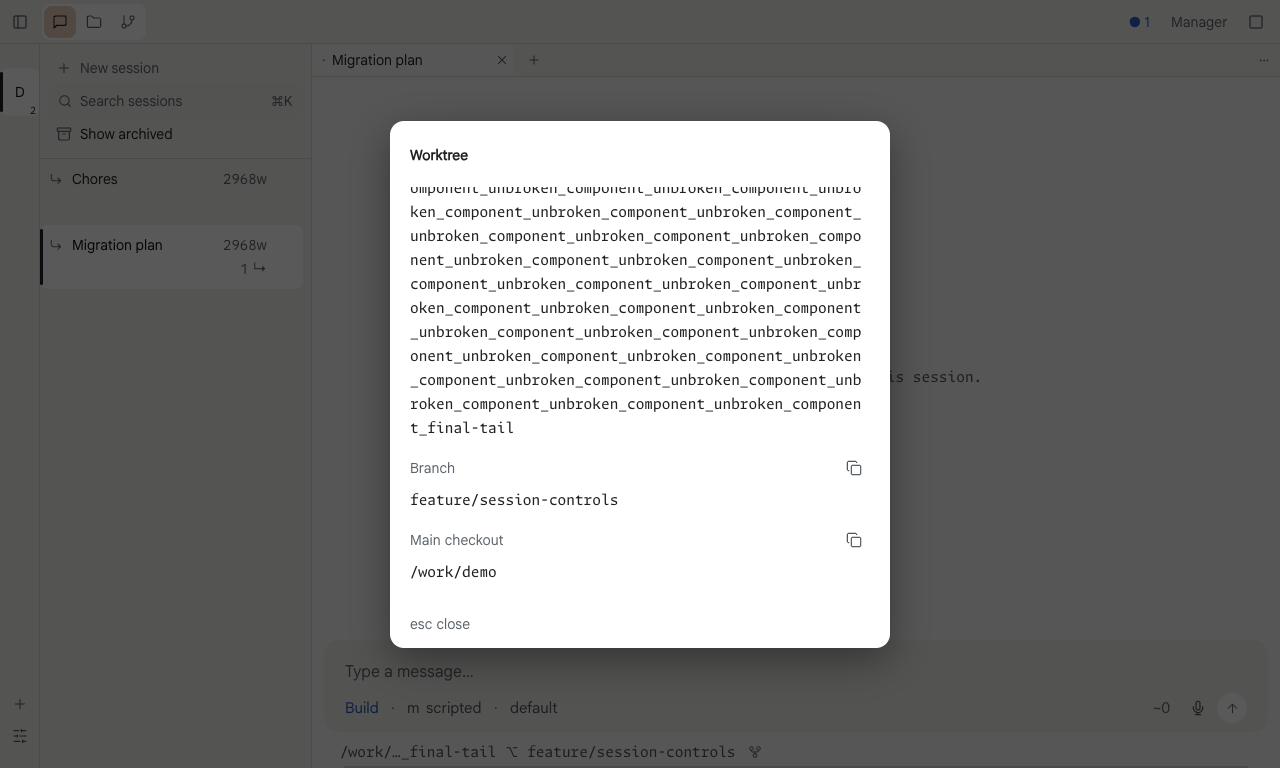 1
Manager
D
2
New session
Search sessions ⌘K
Show archived
Chores 2968w
Migration plan 2968w
1
· Migration plan
Worktree
omponent_unbroken_component_unbroken_component_unbro
ken_component_unbroken_component_unbroken_component_
unbroken_component_unbroken_component_unbroken_compo
nent_unbroken_component_unbroken_component_unbroken_
component_unbroken_component_unbroken_component_unbr
oken_component_unbroken_component_unbroken_component
_unbroken_component_unbroken_component_unbroken_comp
onent_unbroken_component_unbroken_component_unbroken
_component_unbroken_component_unbroken_component_unb
roken_component_unbroken_component_unbroken_componen
t_final-tail
Branch
feature/session-controls
Main checkout
/work/demo
esc close
is session.
Type a message…
Build · m scripted · default
~0
/work/…_final-tail ⌥ feature/session-controls